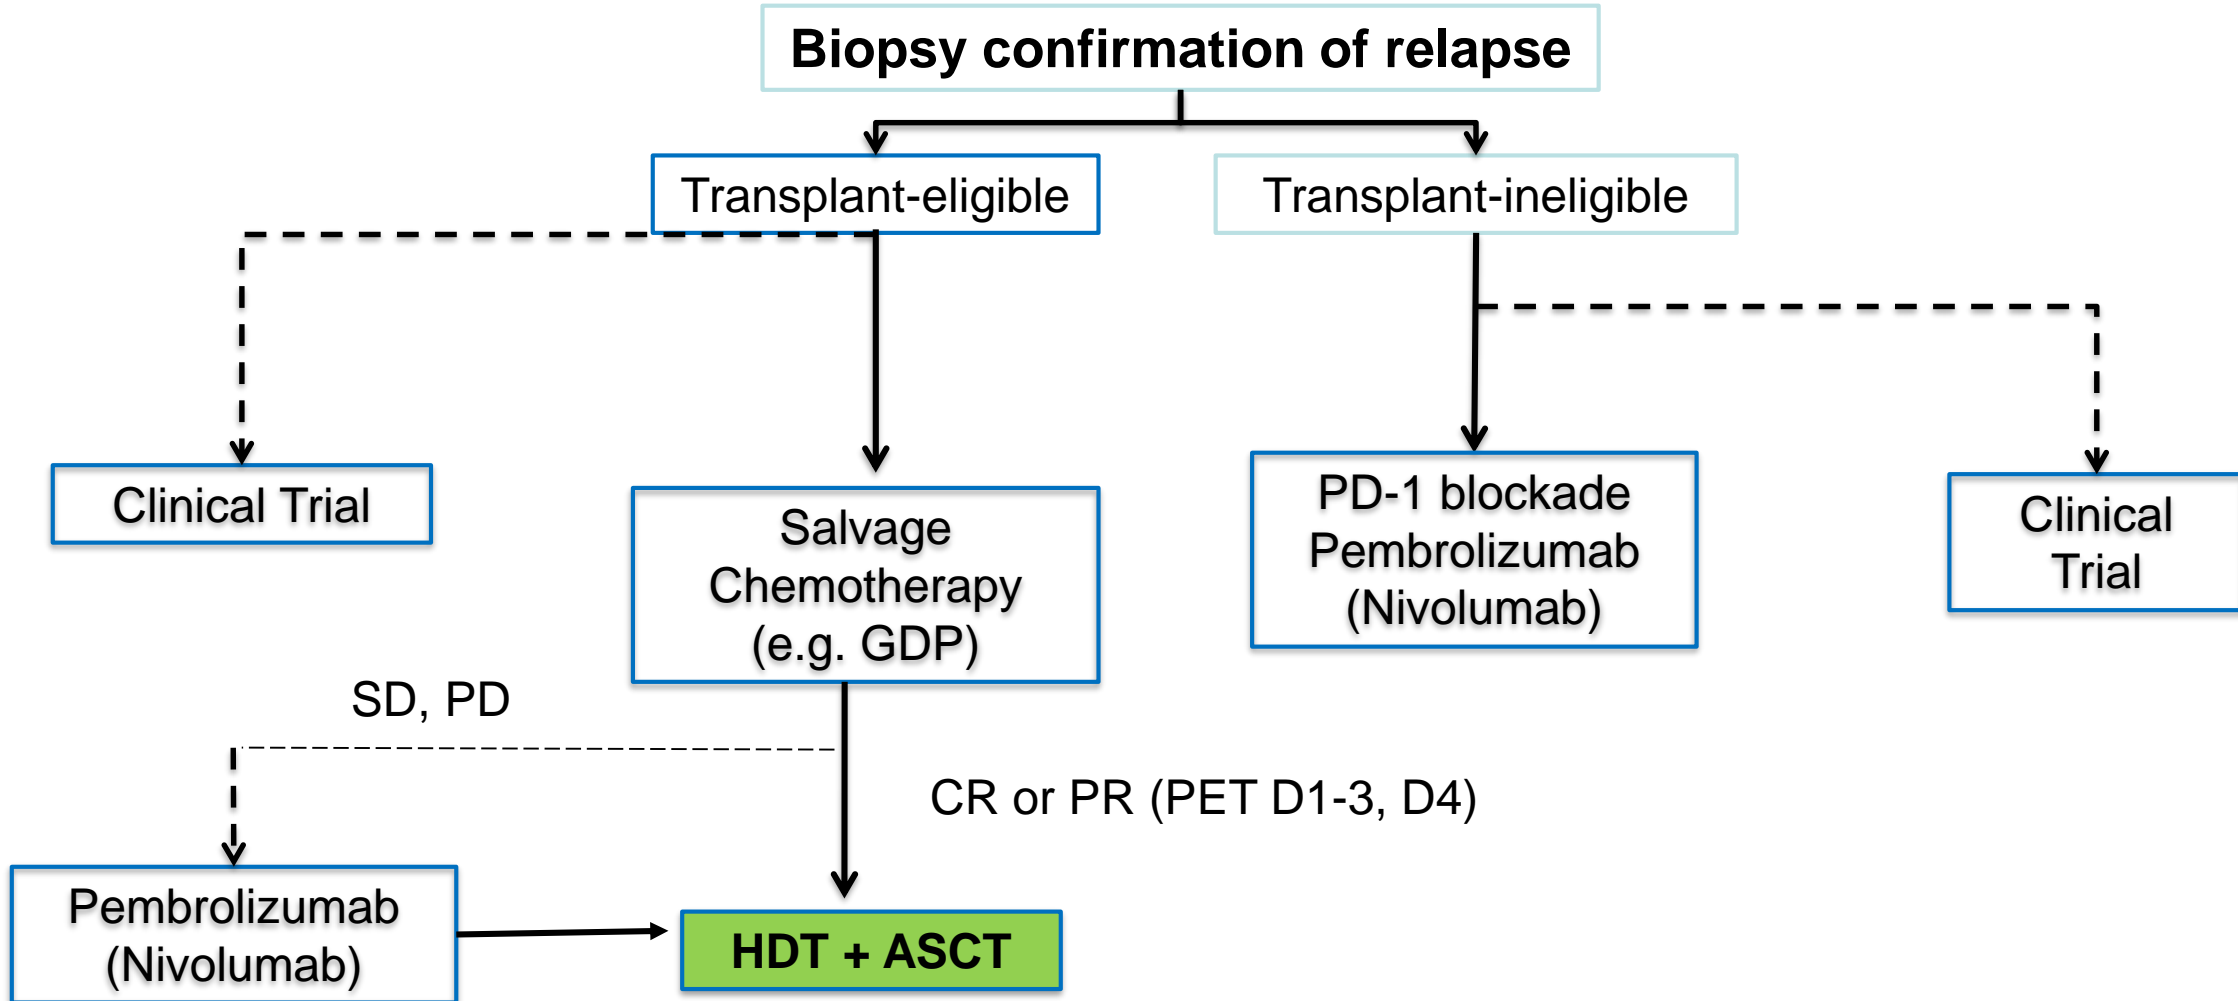 Biopsy confirmation of relapse
Transplant-eligible
Transplant-ineligible
Clinical Trial
Salvage
Chemotherapy
(e.g. GDP)
PD-1 blockade
Pembrolizumab
(Nivolumab)
Clinical
Trial
SD, PD
CR or PR (PET D1-3, D4)
Pembrolizumab
(Nivolumab)
HDT + ASCT